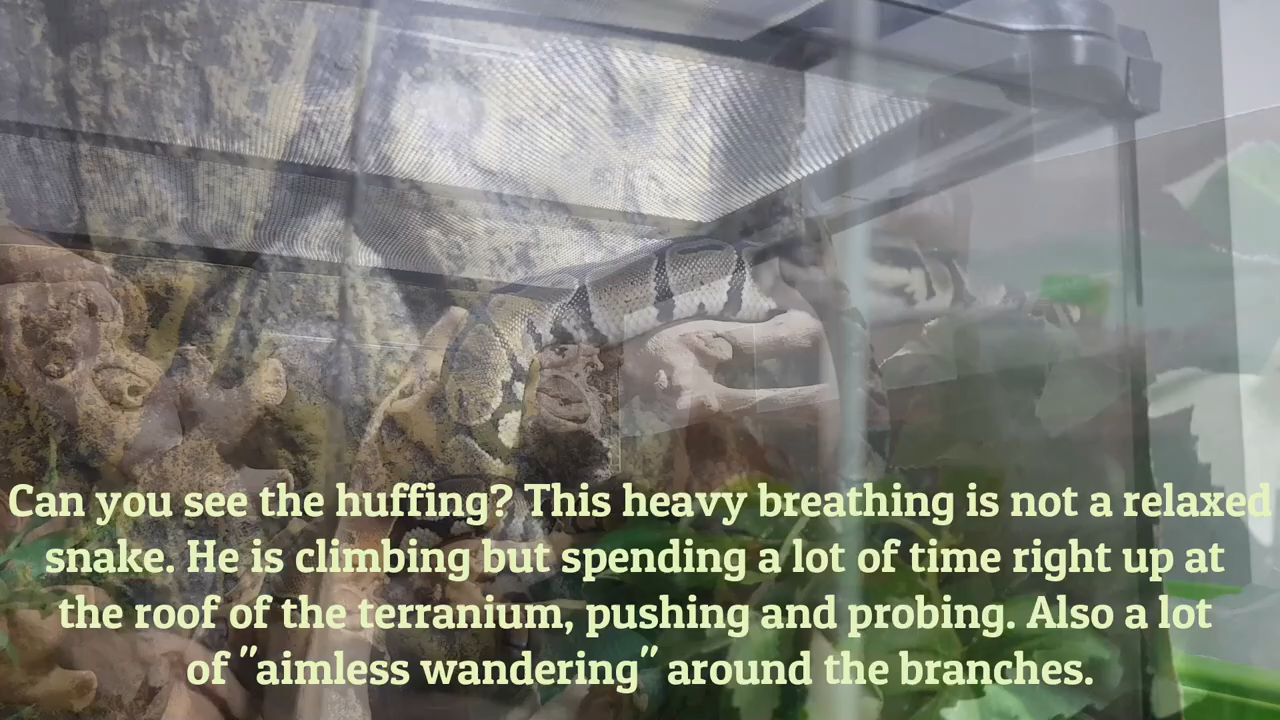 Can you see the huffing? This heavy breathing is not a relaxed
snake. He is climbing but spending a lot of time right up at
the roof of the terranium, pushing and probing. Also a lot
of "aimless wandering" around the branches.